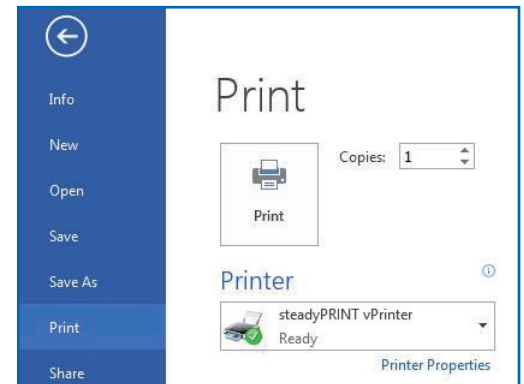 Info
New
Open
Save
Save As
Print
Share
Print
Print
Copies: 1
Printer
steadyPRINT vPrinter
Ready
Printer Properties